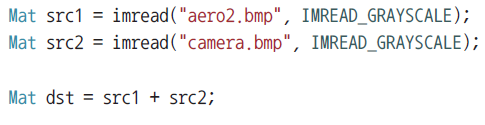 Mat src1 = imread("aero2.bmp", IMREAD_GRAYSCALE);
Mat src2 = imread("camera.bmp", IMREAD_GRAYSCALE);
Mat dst = src1 + src2;